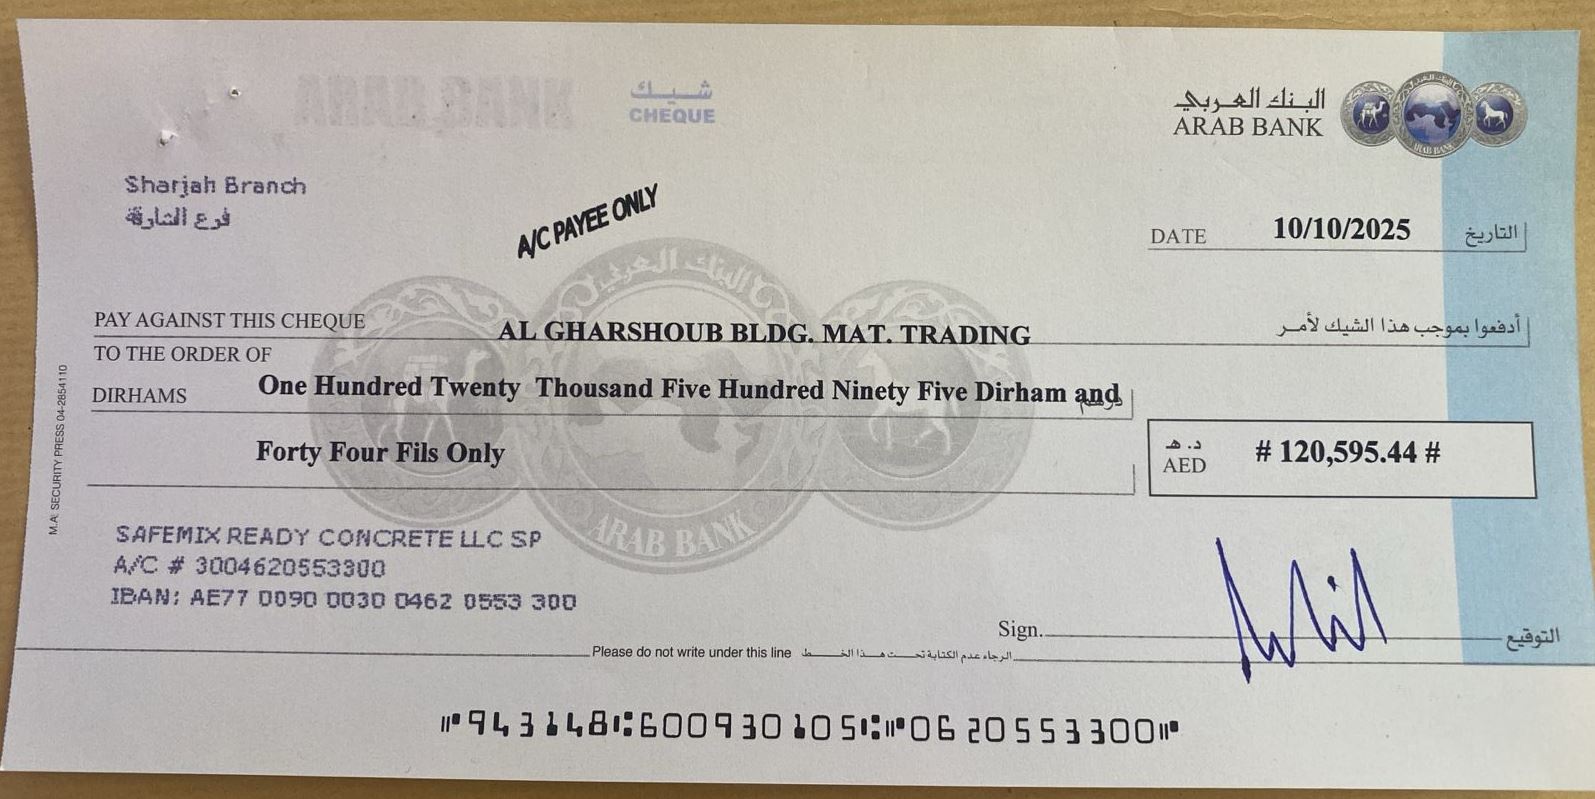 شيك
CHEQUE
البنك العربي
ARAB BANK
Sharjah Branch
فرع الشارقة
A/C PAYEE ONLY
DATE 10/10/2025 التاريخ
PAY AGAINST THIS CHEQUE AL GHARSHOUB BLDG. MAT. TRADING أدفعوا بموجب هذا الشيك لأمر
TO THE ORDER OF
DIRHAMS One Hundred Twenty Thousand Five Hundred Ninety Five Dirham and درهم
Forty Four Fils Only
د.هـ
AED # 120,595.44 #
M.A. SECURITY PRESS 04-2854110
البنك العربي
ARAB BANK
SAFEMIX READY CONCRETE LLC SP
A/C # 3004620553300
IBAN: AE77 0090 0030 0462 0553 300
Sign. التوقيع
Please do not write under this line الرجاء عدم الكتابة تحت هذا الخط
⑈943148⑆600930105⑆⑈0620553300⑈